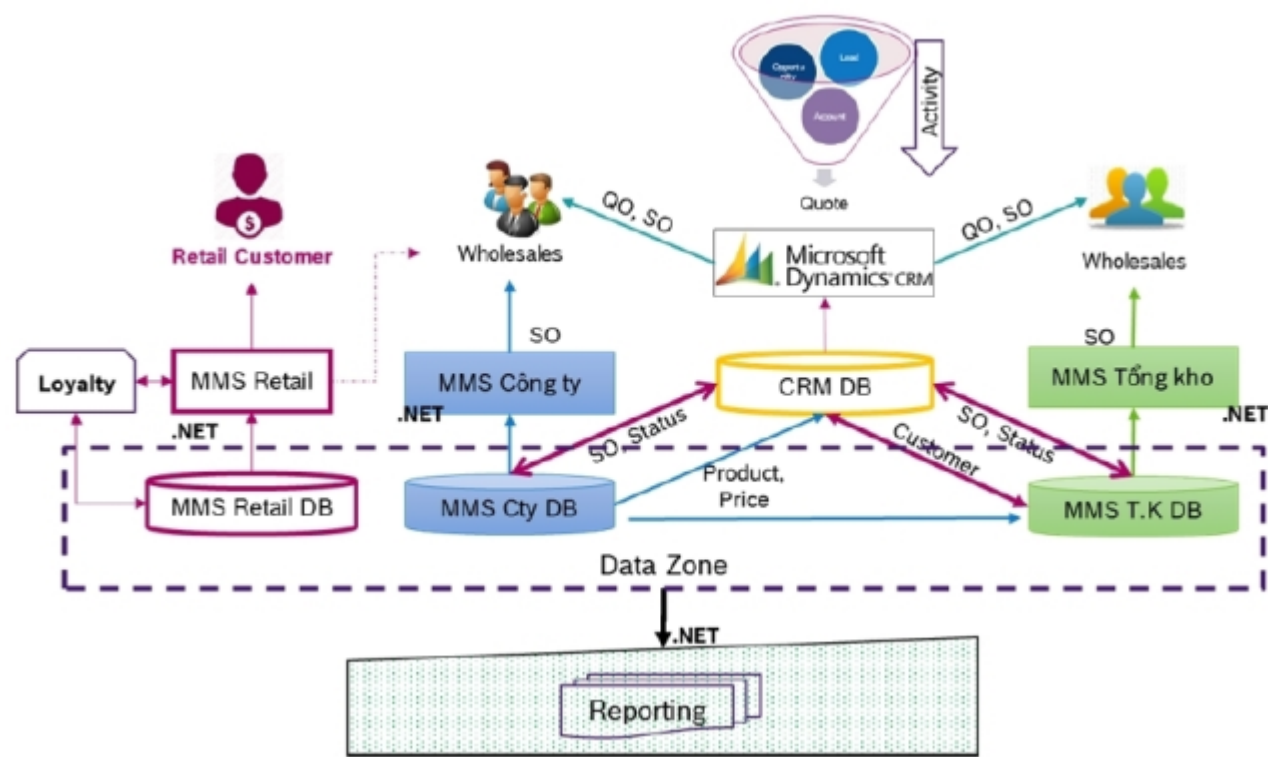 Opportu
nity
Lead
Account
Activity
Quote
Retail Customer
Wholesales
QO, SO
Microsoft
Dynamics CRM
QO, SO
Wholesales
SO
SO
Loyalty
MMS Retail
MMS Công ty
CRM DB
MMS Tổng kho
.NET
.NET
.NET
SO, Status
Customer
SO, Status
Product,
Price
MMS Retail DB
MMS Cty DB
MMS T.K DB
Data Zone
.NET
Reporting